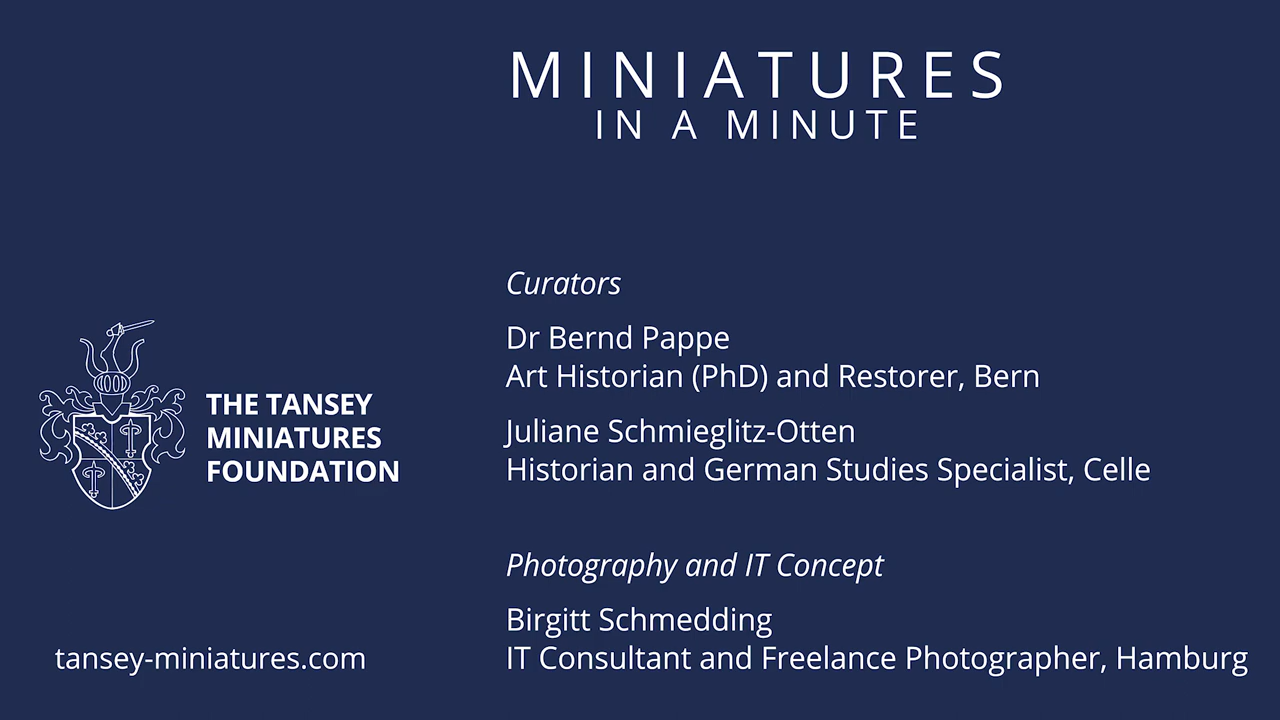 MINIATURES
IN A MINUTE
Curators
Dr Bernd Pappe
Art Historian (PhD) and Restorer, Bern
Juliane Schmieglitz-Otten
Historian and German Studies Specialist, Celle
Photography and IT Concept
Birgitt Schmedding
IT Consultant and Freelance Photographer, Hamburg
THE TANSEY
MINIATURES
FOUNDATION
tansey-miniatures.com